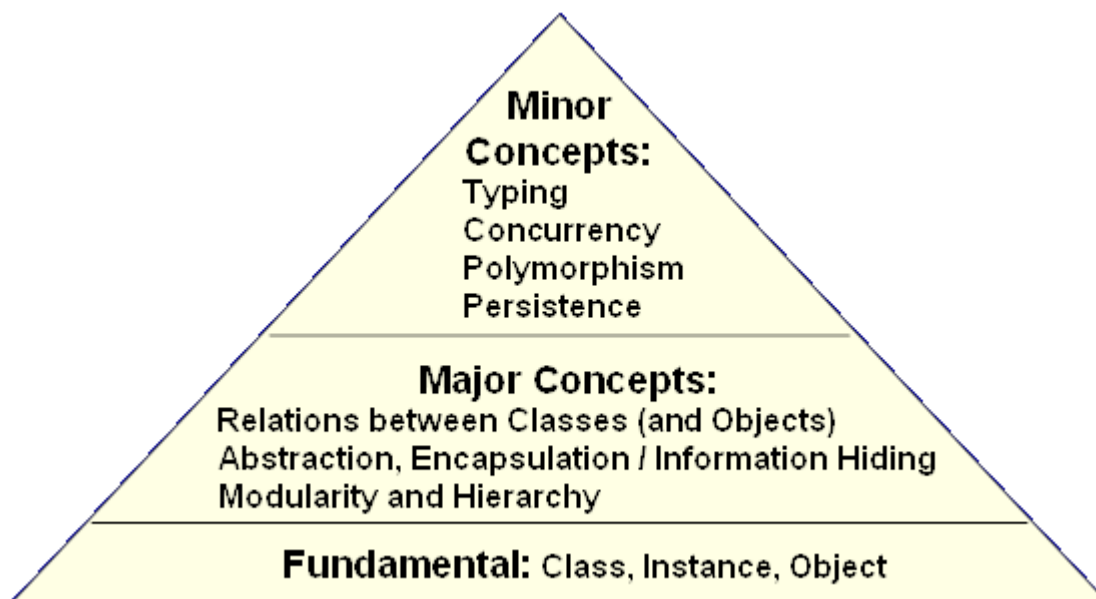 Minor
Concepts:
Typing
Concurrency
Polymorphism
Persistence
Major Concepts:
Relations between Classes (and Objects)
Abstraction, Encapsulation / Information Hiding
Modularity and Hierarchy
Fundamental: Class, Instance, Object